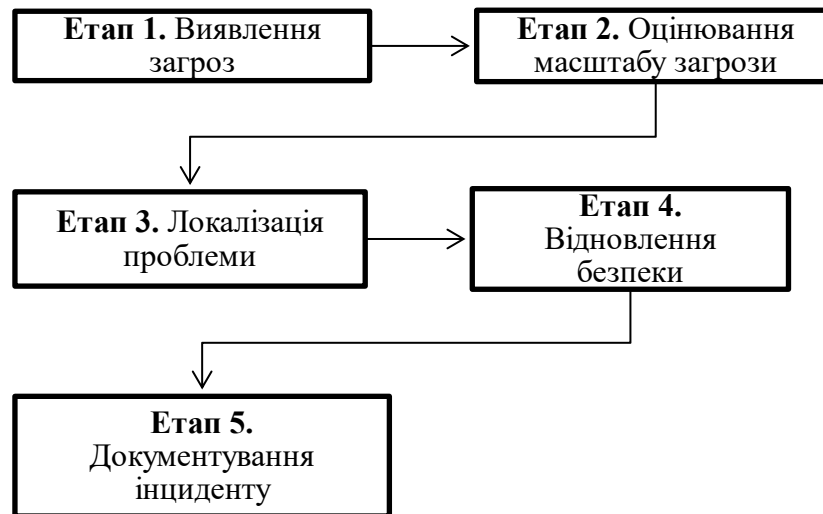 Етап 1. Виявлення
загроз
Етап 2. Оцінювання
масштабу загрози
Етап 3. Локалізація
проблеми
Етап 4.
Відновлення
безпеки
Етап 5.
Документування
інциденту